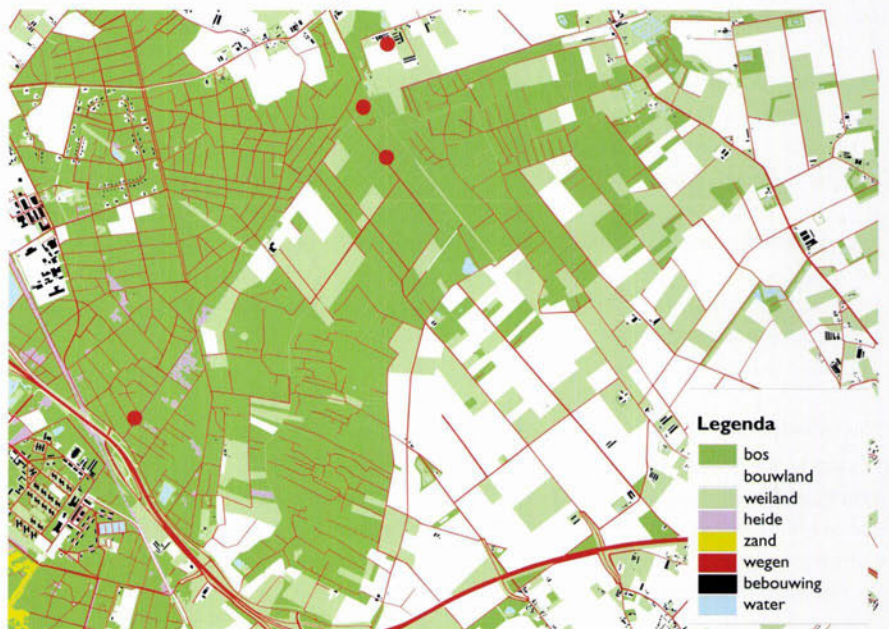 Legenda
bos
bouwland
weiland
heide
zand
wegen
bebouwing
water